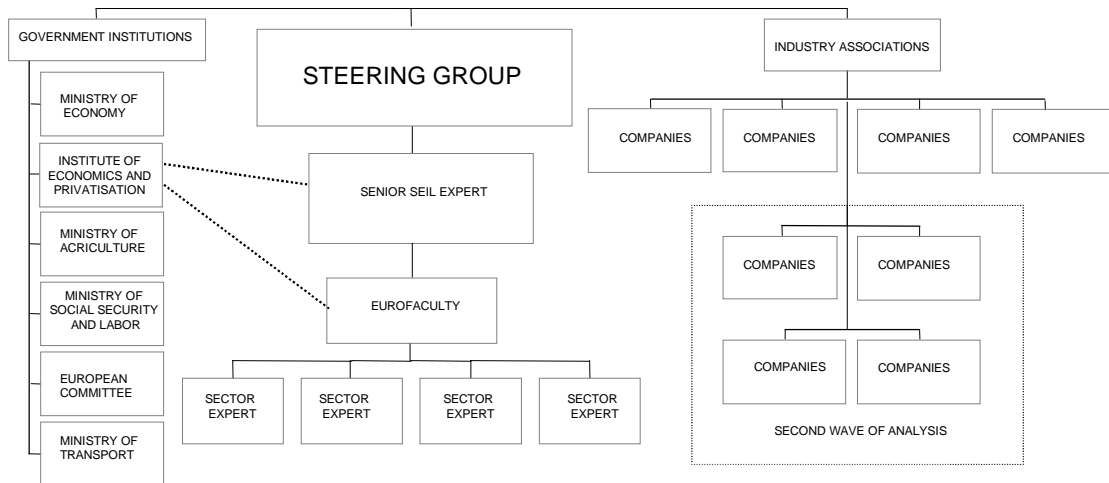 GOVERNMENT INSTITUTIONS
MINISTRY OF
ECONOMY
INSTITUTE OF
ECONOMICS AND
PRIVATISATION
MINISTRY OF
ACRICULTURE
MINISTRY OF
SOCIAL SECURITY
AND LABOR
EUROPEAN
COMMITTEE
MINISTRY OF
TRANSPORT
STEERING GROUP
SENIOR SEIL EXPERT
EUROFACULTY
SECTOR
EXPERT
SECTOR
EXPERT
SECTOR
EXPERT
SECTOR
EXPERT
INDUSTRY ASSOCIATIONS
COMPANIES
COMPANIES
COMPANIES
COMPANIES
COMPANIES
COMPANIES
COMPANIES
COMPANIES
SECOND WAVE OF ANALYSIS